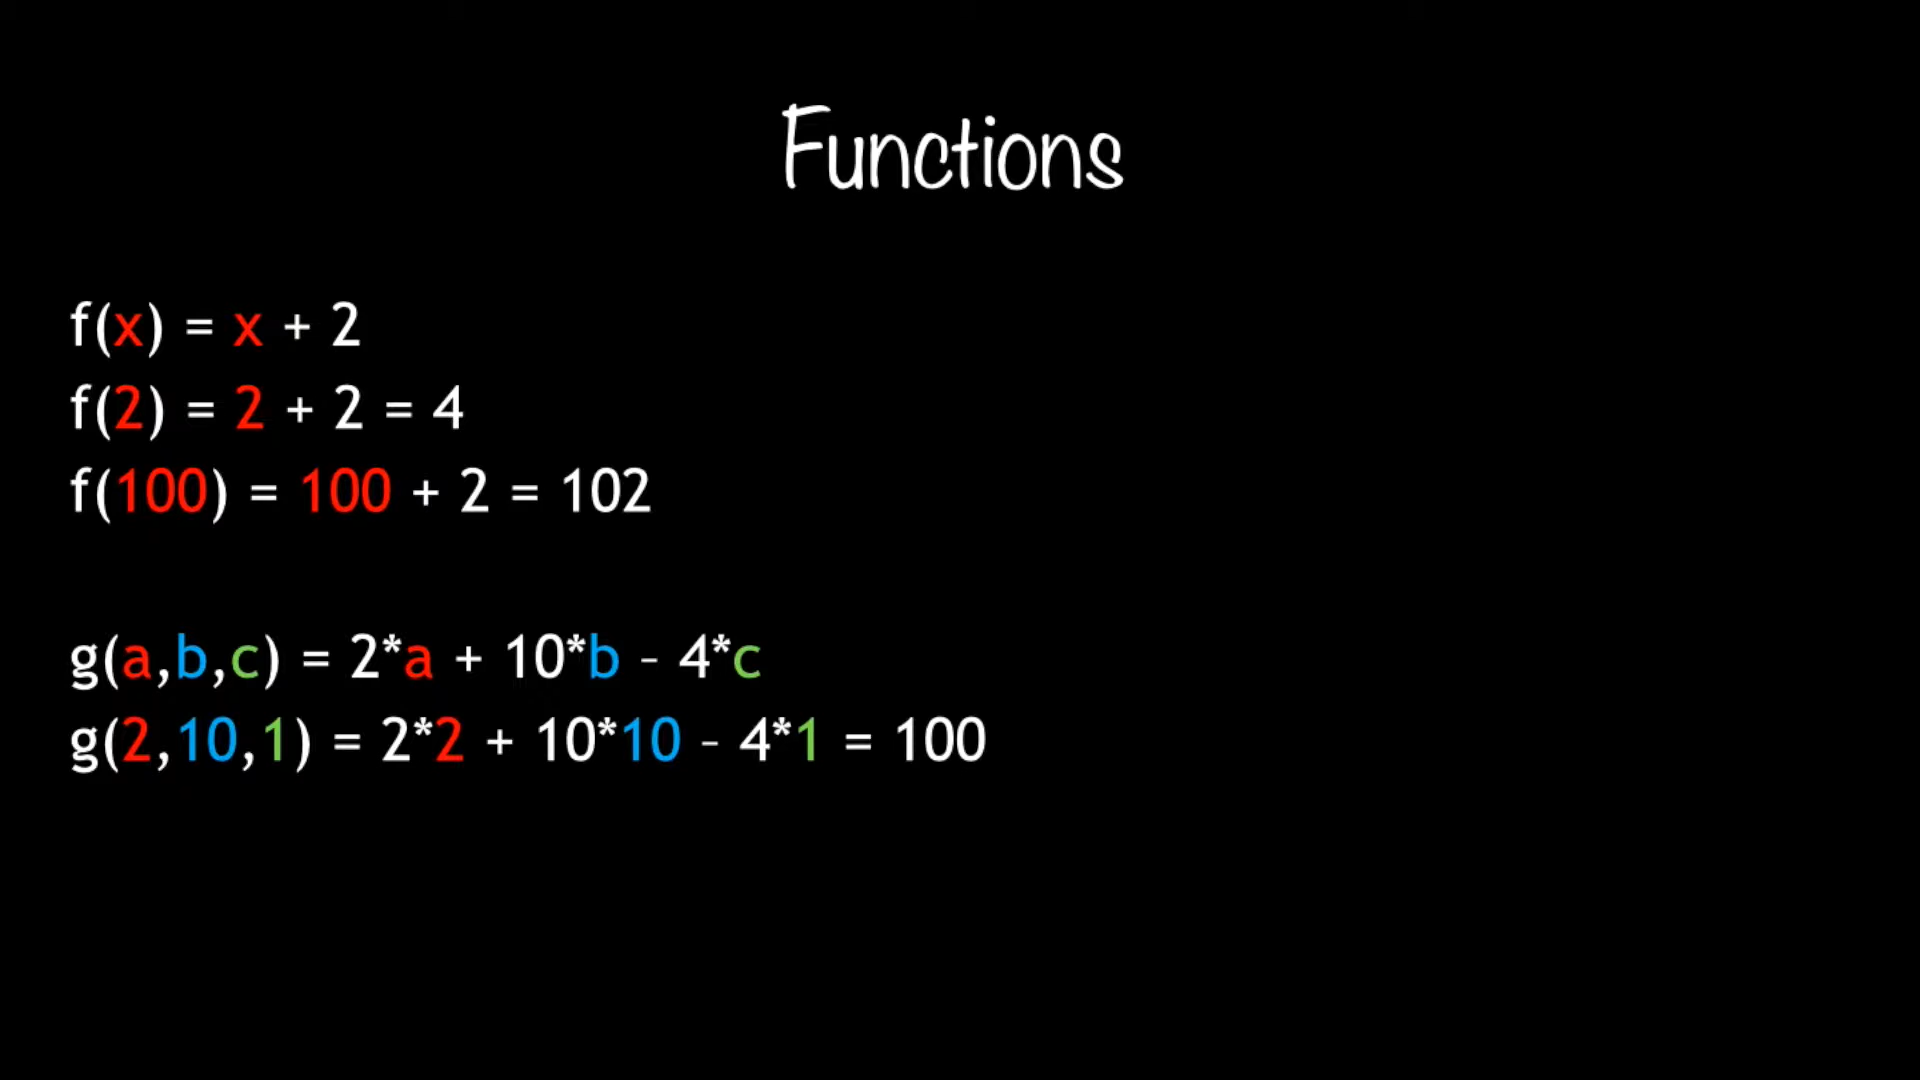 Functions
f(x) = x + 2
f(2) = 2 + 2 = 4
f(100) = 100 + 2 = 102
g(a,b,c) = 2*a + 10*b - 4*c
g(2,10,1) = 2*2 + 10*10 - 4*1 = 100